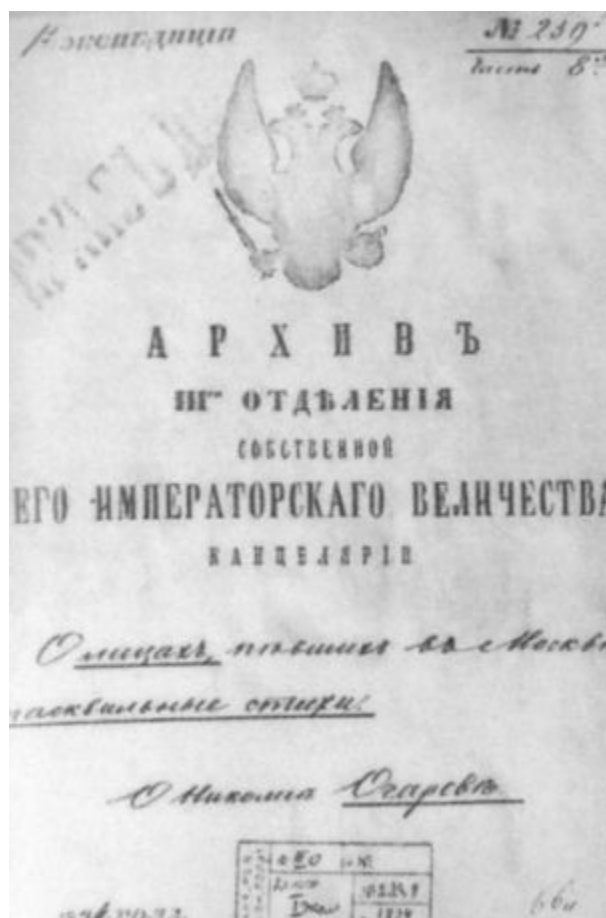 1 экспедиціи
№ 239
Часть 8
АРХИВЪ
III ОТДѢЛЕНІЯ
СОБСТВЕННОЙ
ЕГО ИМПЕРАТОРСКАГО ВЕЛИЧЕСТВА
КАНЦЕЛЯРІИ
О лицахъ, пѣвшихъ въ Москвѣ
пасквильные стихи.
О Николаѣ Огаревѣ